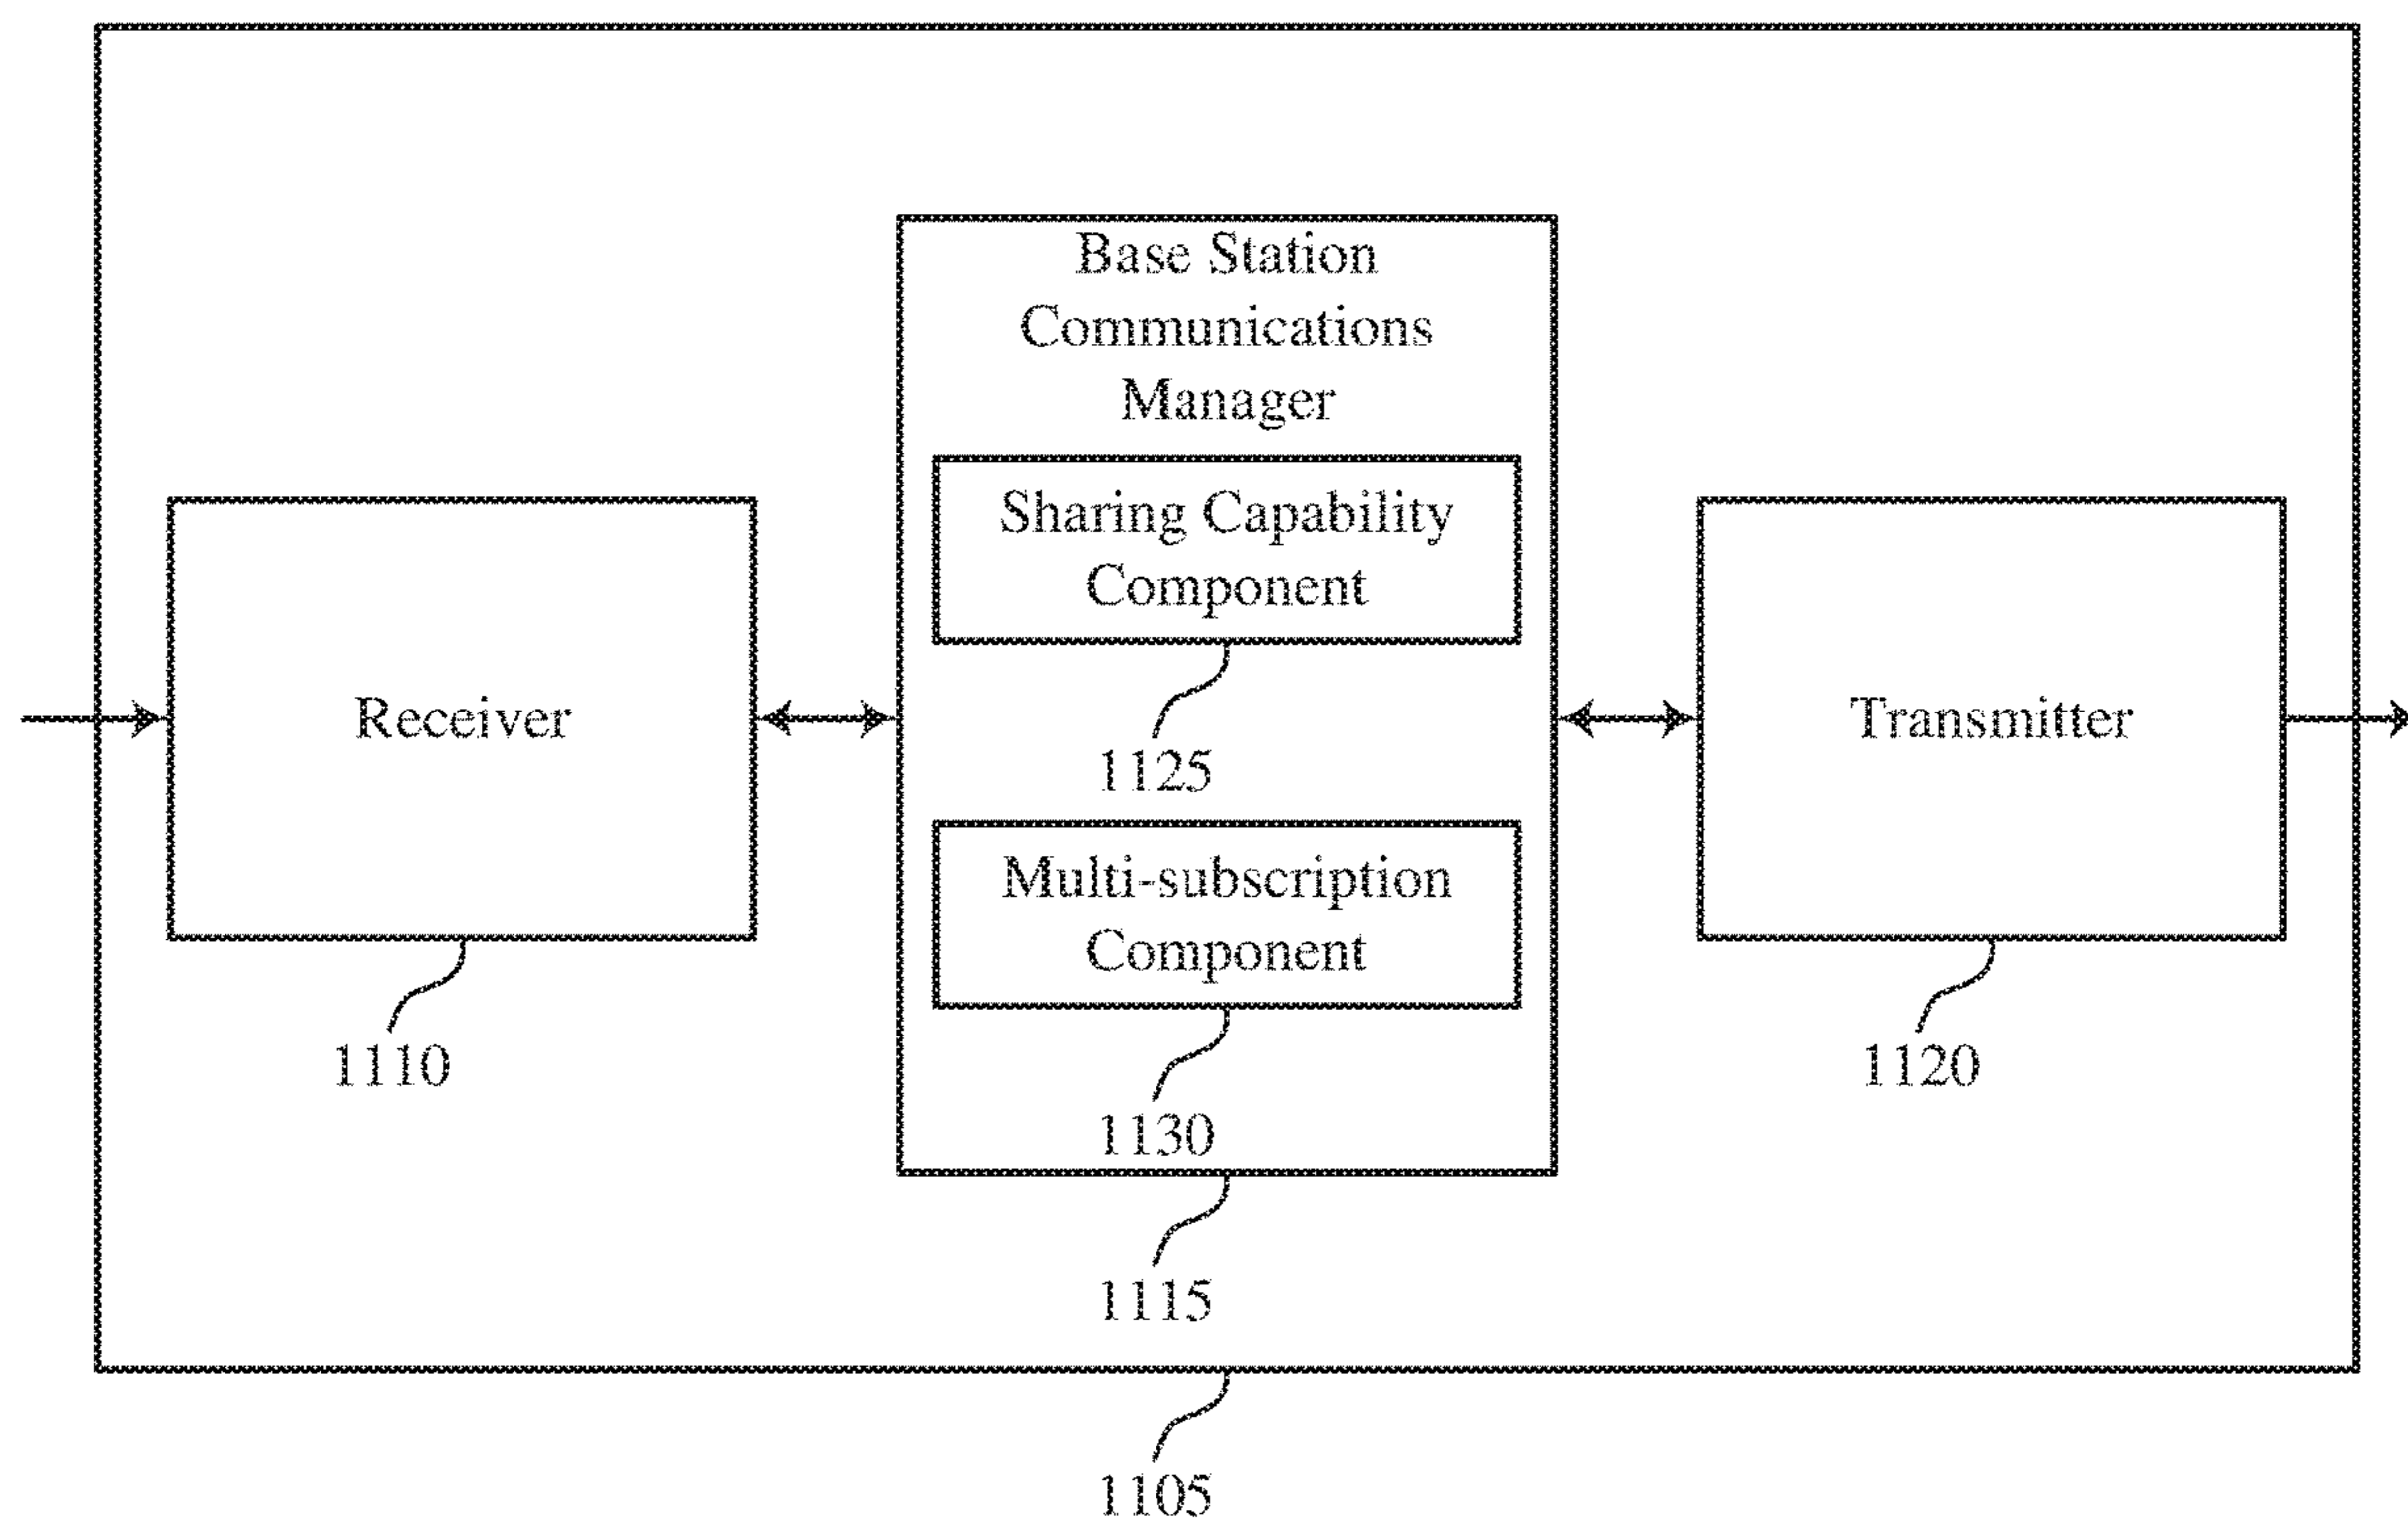 Base Station
Communications
Manager
Sharing Capability
Component
Receiver
Transmitter
1125
Multi-subscription
Component
1110
1120
1130
1115
1105